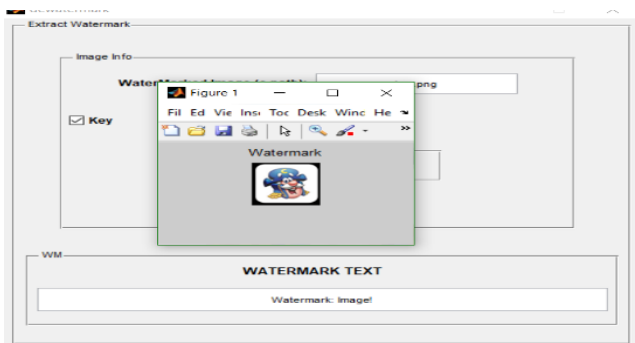 Extract Watermark
Image Info
.png
Figure 1
Key
Fil Ed Vie Inse Toc Desk Winc He
Watermark
WM
WATERMARK TEXT
Watermark: Image!